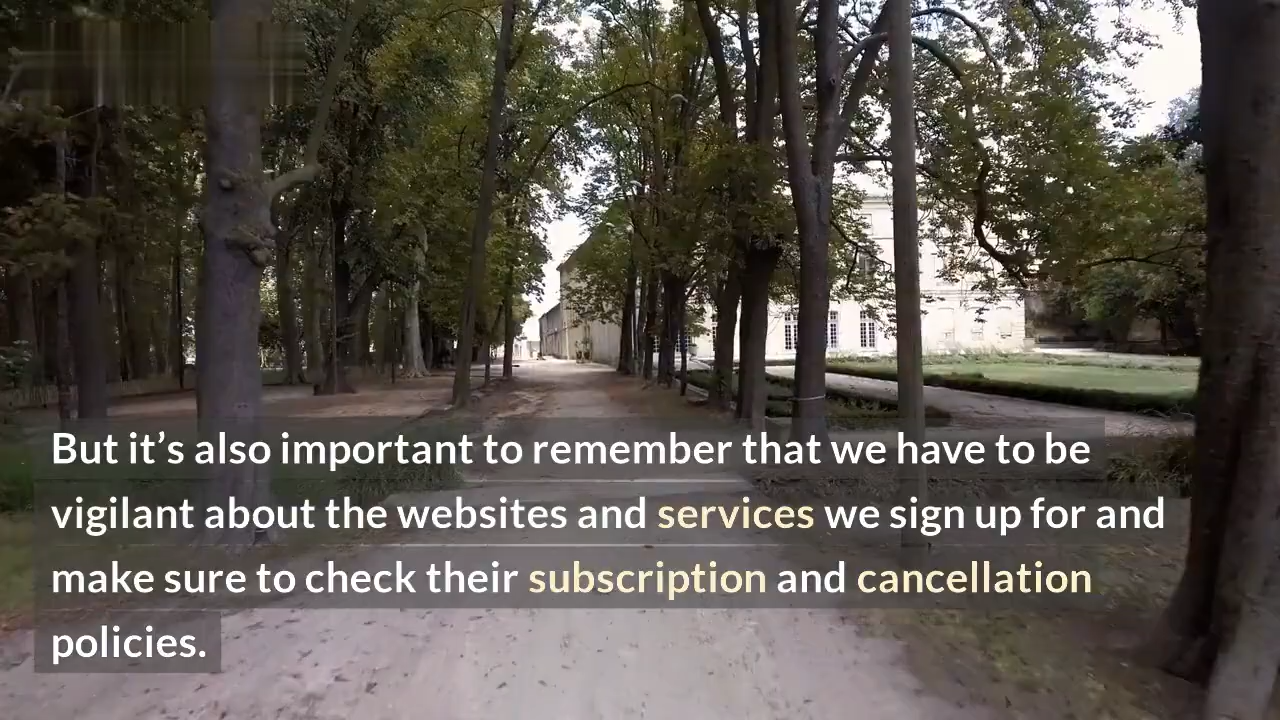 But it’s also important to remember that we have to be
vigilant about the websites and services we sign up for and
make sure to check their subscription and cancellation
policies.